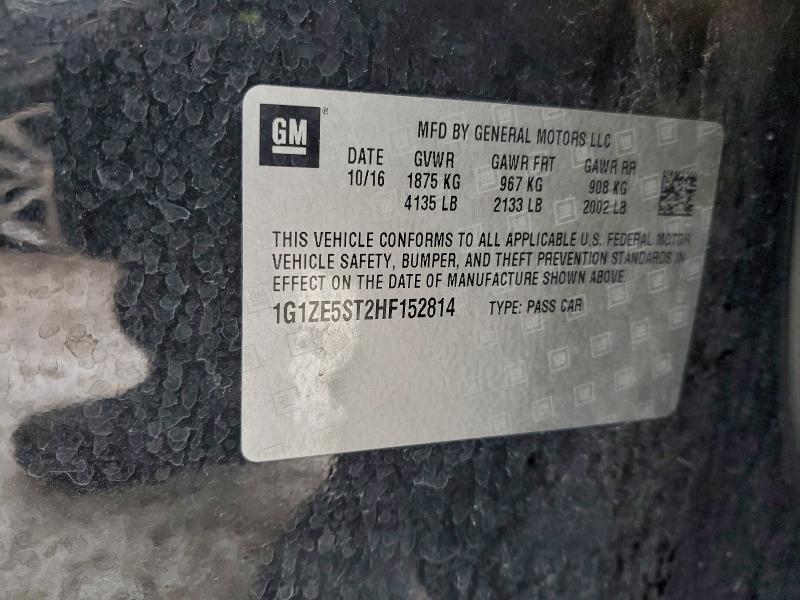 GM
MFD BY GENERAL MOTORS LLC
DATE GVWR GAWR FRT GAWR RR
10/16 1875 KG 967 KG 908 KG
4135 LB 2133 LB 2002 LB
THIS VEHICLE CONFORMS TO ALL APPLICABLE U.S. FEDERAL MOTOR
VEHICLE SAFETY, BUMPER, AND THEFT PREVENTION STANDARDS IN
EFFECT ON THE DATE OF MANUFACTURE SHOWN ABOVE.
1G1ZE5ST2HF152814 TYPE: PASS CAR